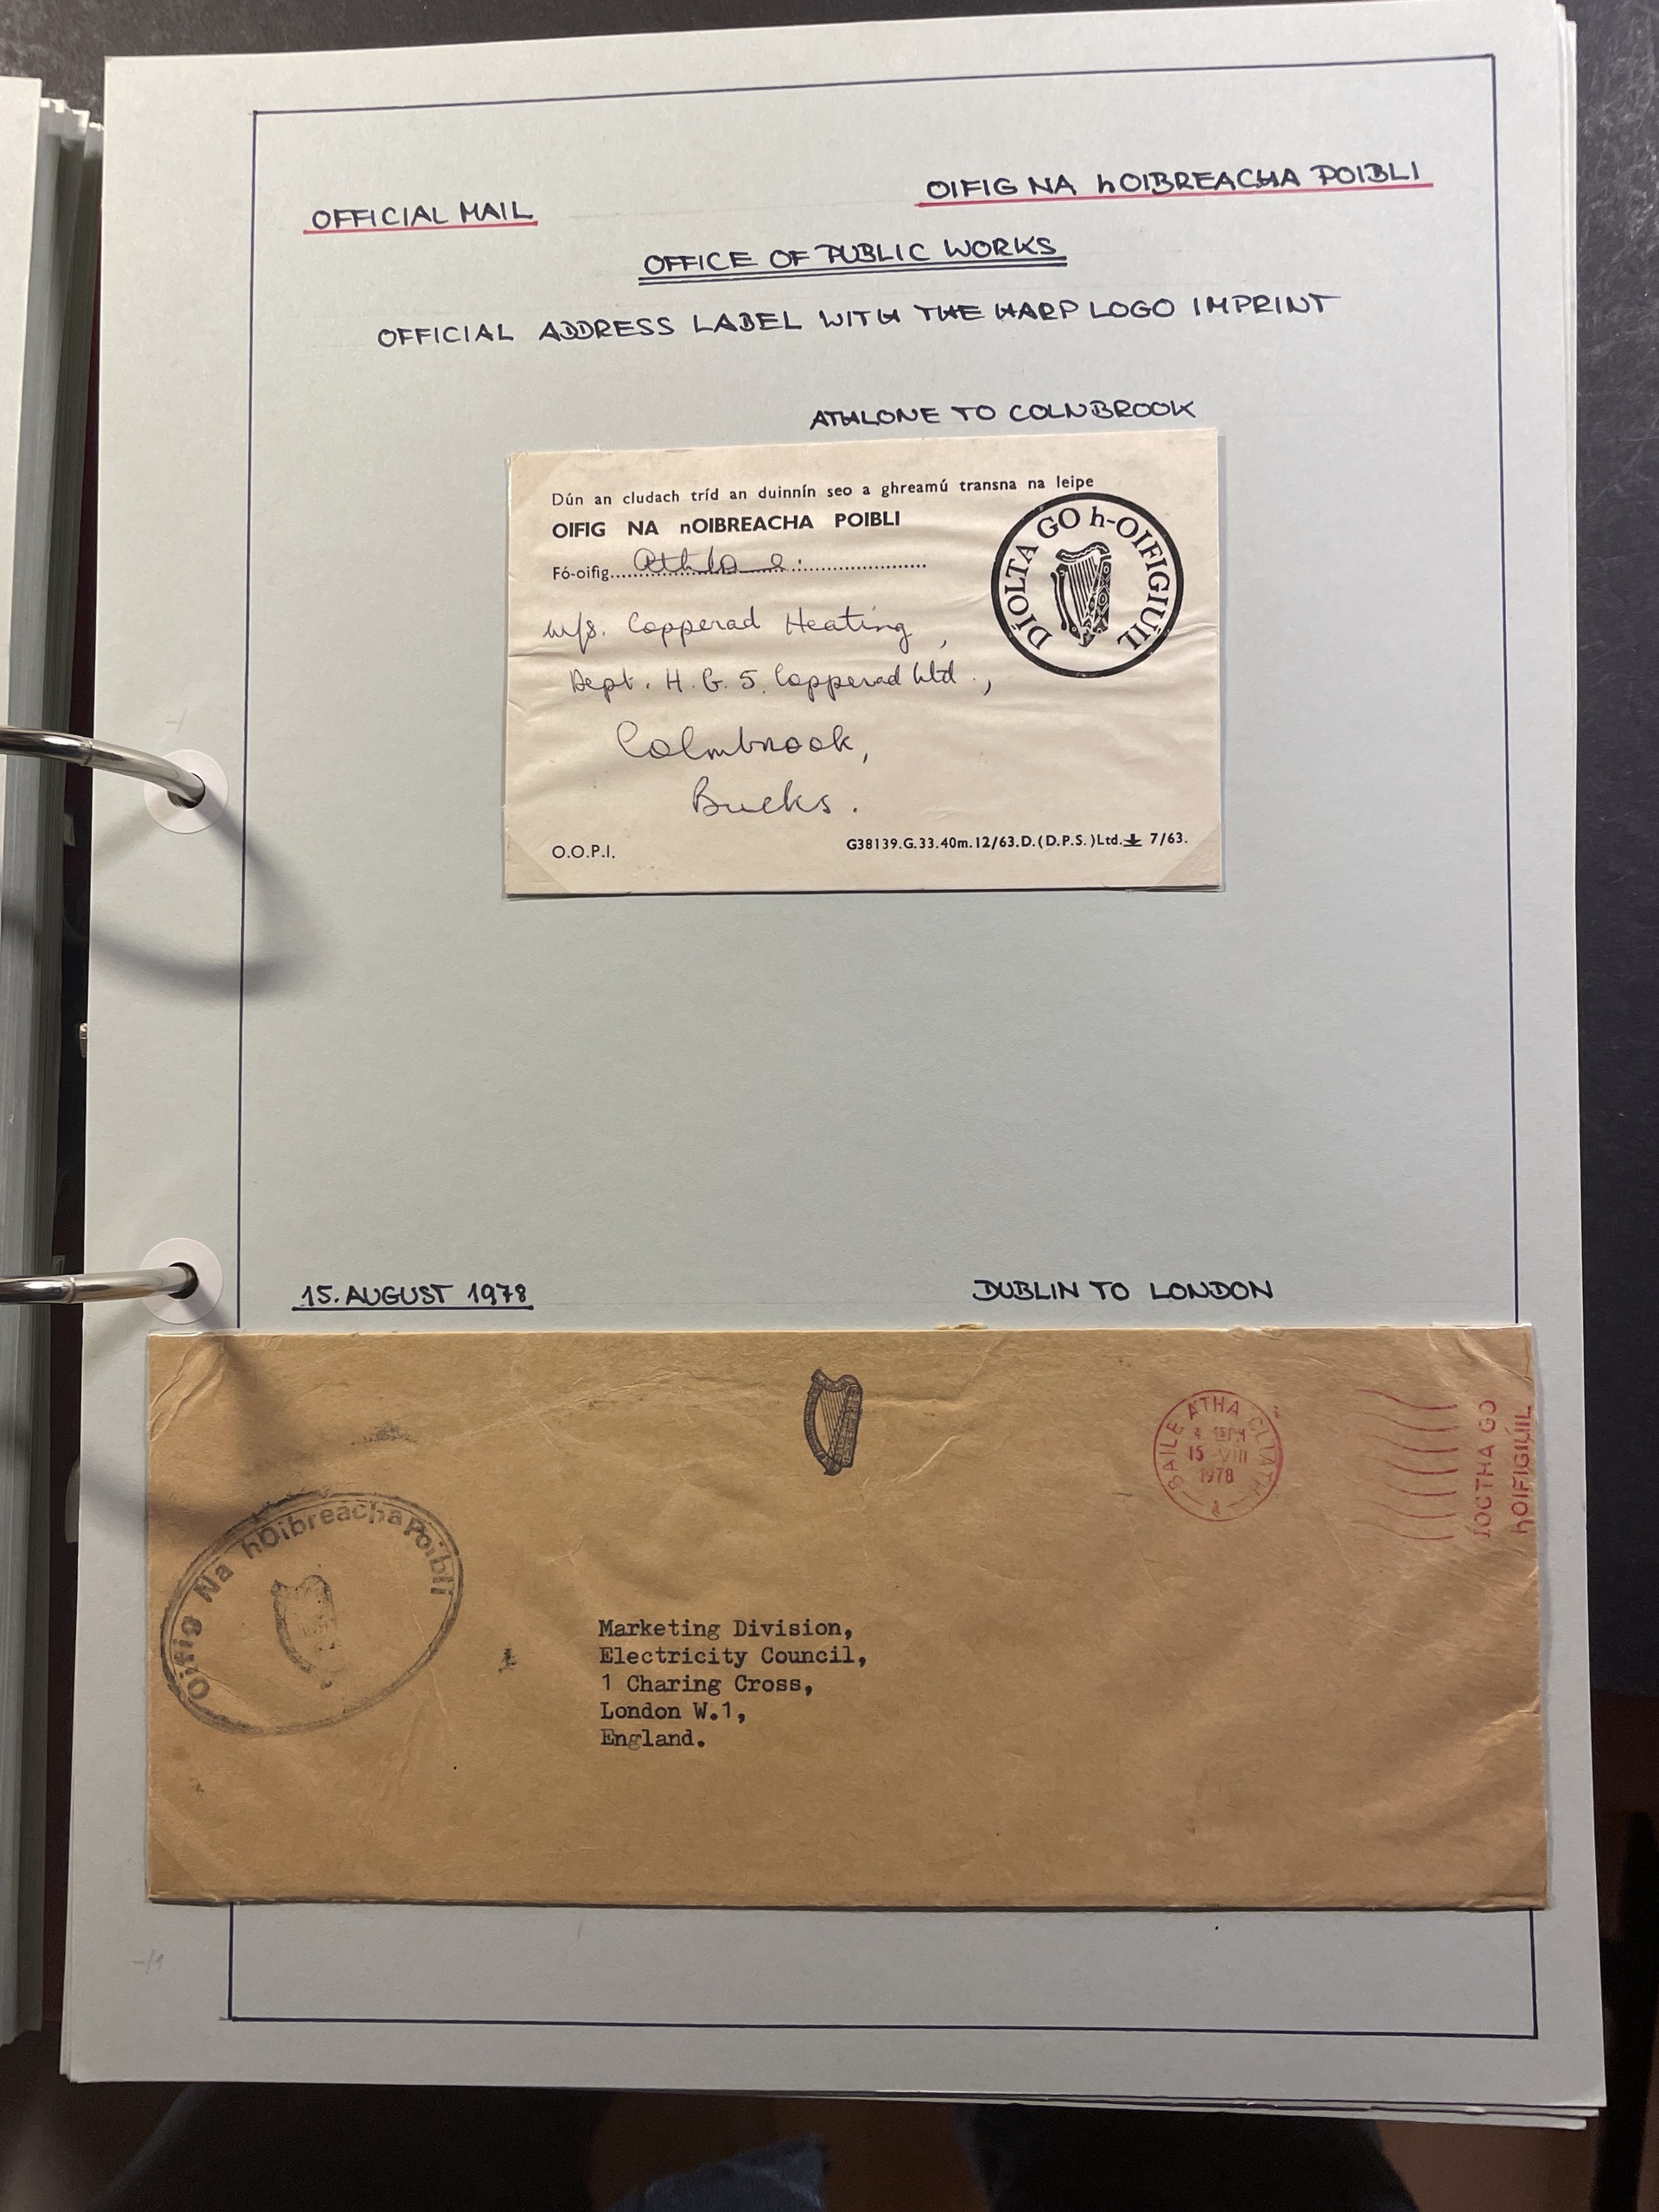 OFFICIAL MAIL
OIFIG NA hOIBREACHA POIBLI
OFFICE OF PUBLIC WORKS
OFFICIAL ADDRESS LABEL WITH THE HARP LOGO IMPRINT
ATHLONE TO COLNBROOK
Dún an cludach tríd an duinnín seo a ghreamú transna na leipe
OIFIG NA nOIBREACHA POIBLI
Fó-oifig
DÍOLTA GO h-OIFIGIÚIL
Copperad Heating,
Dept. H.G.5. Copperad Ltd.,
Colmbrook,
Bucks.
O.O.P.I.
G38139.G.33.40m.12/63.D.(D.P.S.)Ltd. 7/63.
15. AUGUST 1978
DUBLIN TO LONDON
BAILE ÁTHA CLIATH
15 VIII
1978
A
ÍOCTHA GO
hOIFIGIÚIL
Oifig Na hOibreacha Poibli
Marketing Division,
Electricity Council,
1 Charing Cross,
London W.1,
England.